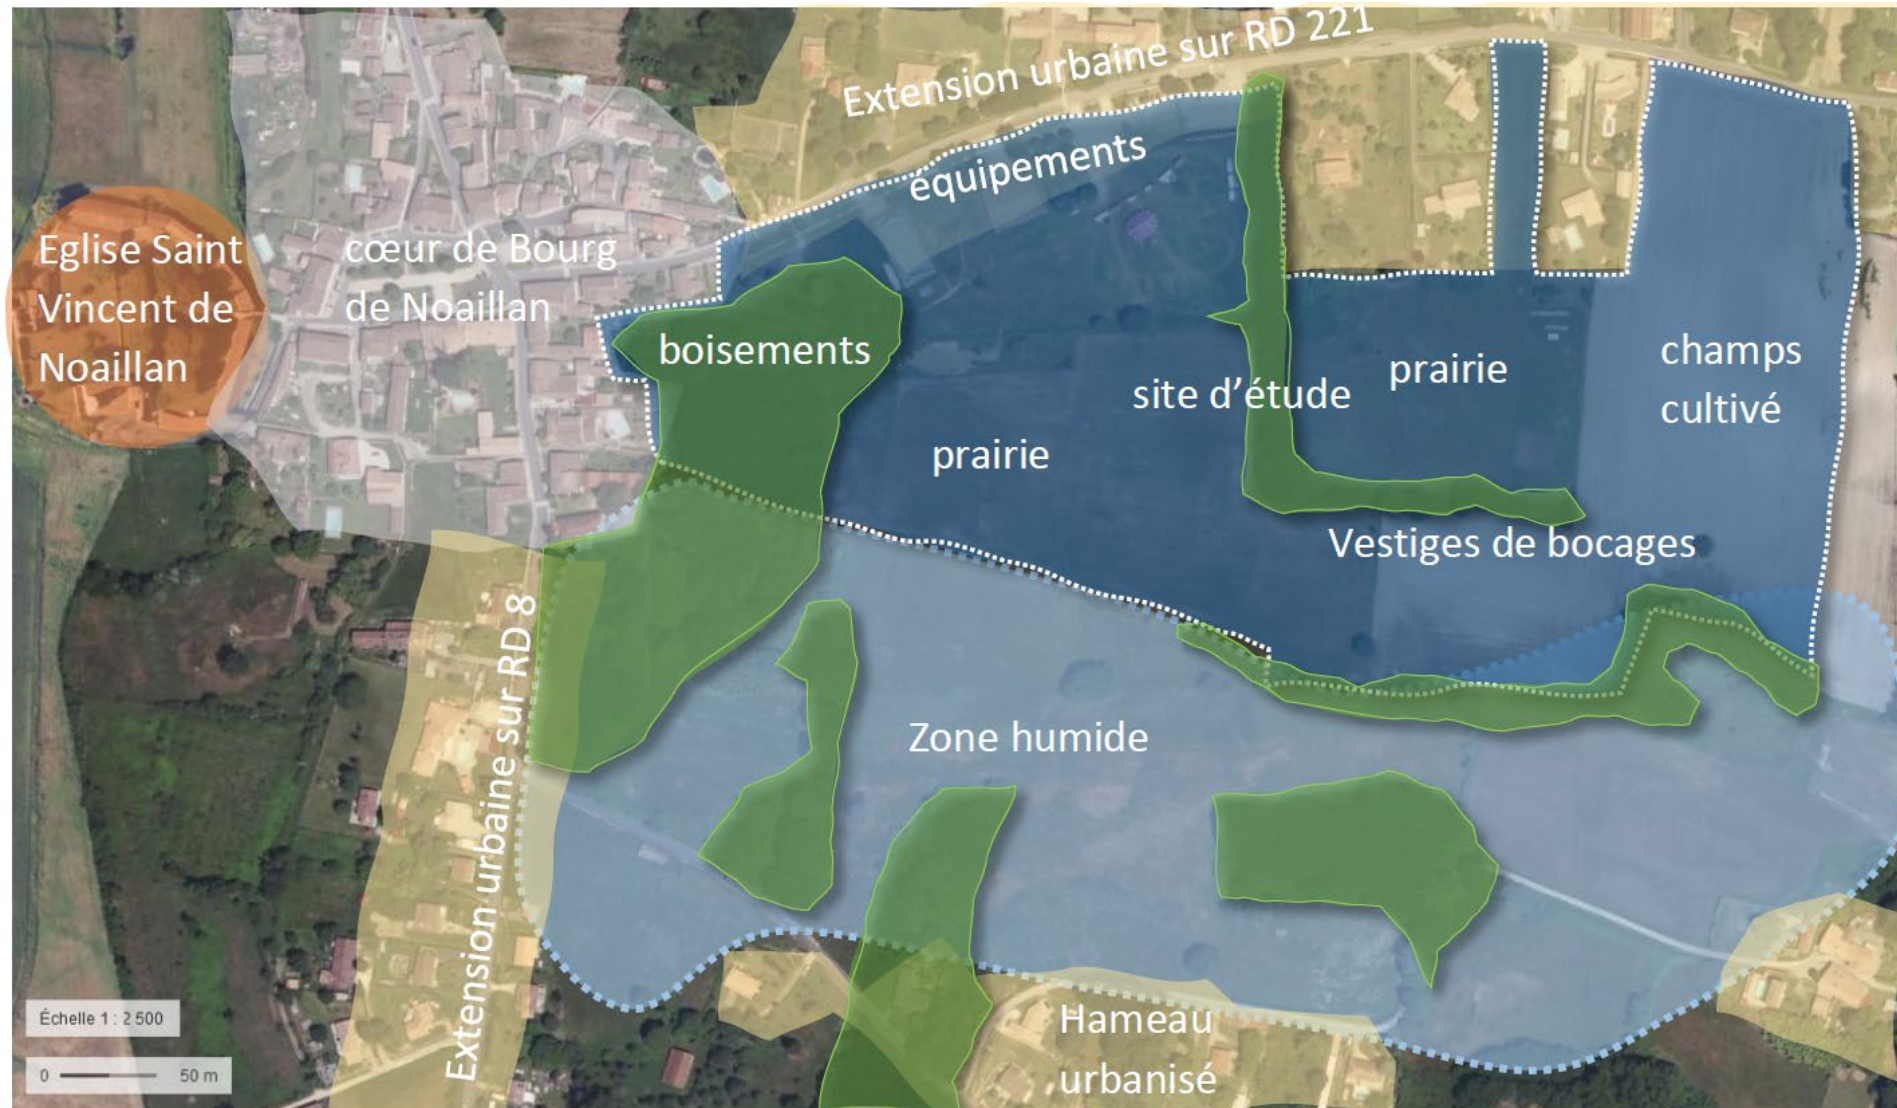 Extension urbaine sur RD 221
équipements
Eglise Saint
Vincent de
Noaillan
cœur de Bourg
de Noaillan
boisements
site d'étude
prairie
champs
cultivé
prairie
Vestiges de bocages
Extension urbaine sur RD 8
Zone humide
Hameau
urbanisé
Échelle 1 : 2 500
0 50 m